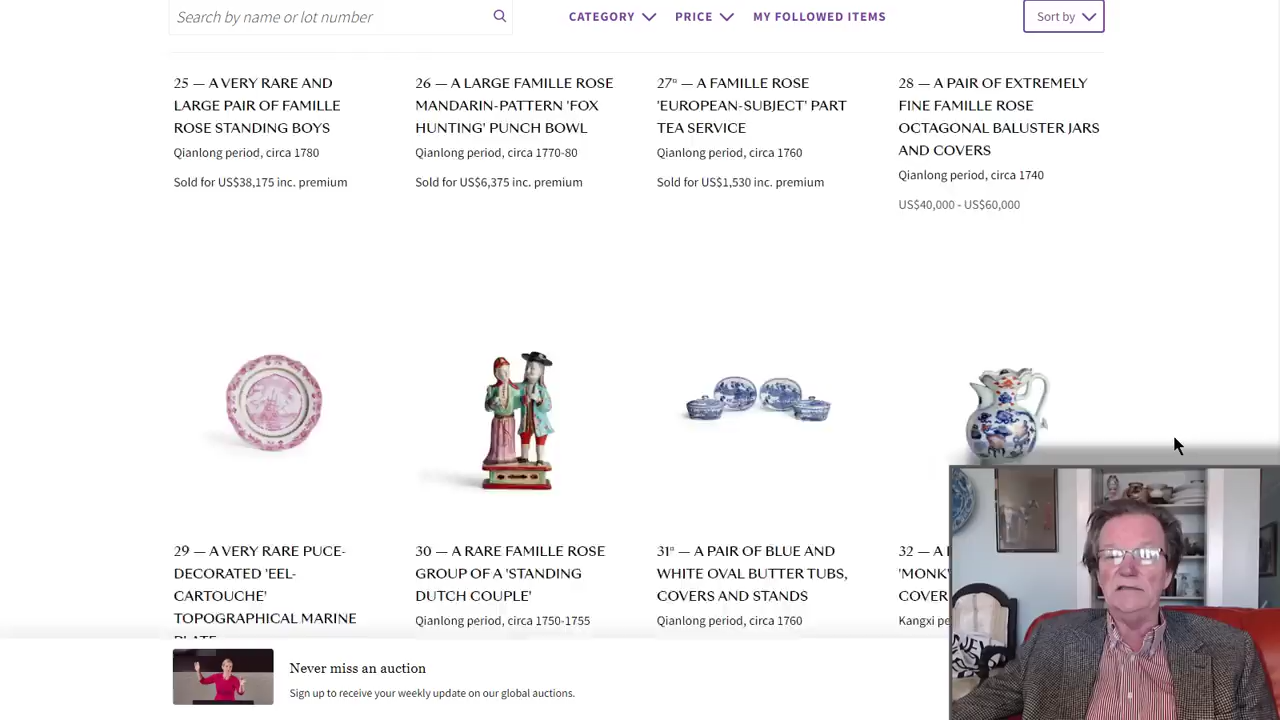 Search by name or lot number
CATEGORY
PRICE
MY FOLLOWED ITEMS
Sort by
25 — A VERY RARE AND
LARGE PAIR OF FAMILLE
ROSE STANDING BOYS
Qianlong period, circa 1780
Sold for US$38,175 inc. premium
26 — A LARGE FAMILLE ROSE
MANDARIN-PATTERN 'FOX
HUNTING' PUNCH BOWL
Qianlong period, circa 1770-80
Sold for US$6,375 inc. premium
27ⁿ — A FAMILLE ROSE
'EUROPEAN-SUBJECT' PART
TEA SERVICE
Qianlong period, circa 1760
Sold for US$1,530 inc. premium
28 — A PAIR OF EXTREMELY
FINE FAMILLE ROSE
OCTAGONAL BALUSTER JARS
AND COVERS
Qianlong period, circa 1740
US$40,000 - US$60,000
29 — A VERY RARE PUCE-
DECORATED 'EEL-
CARTOUCHE'
TOPOGRAPHICAL MARINE
PLATE
30 — A RARE FAMILLE ROSE
GROUP OF A 'STANDING
DUTCH COUPLE'
Qianlong period, circa 1750-1755
31ⁿ — A PAIR OF BLUE AND
WHITE OVAL BUTTER TUBS,
COVERS AND STANDS
Qianlong period, circa 1760
32 — A
'MONK'
COVER
Kangxi pe
Never miss an auction
Sign up to receive your weekly update on our global auctions.